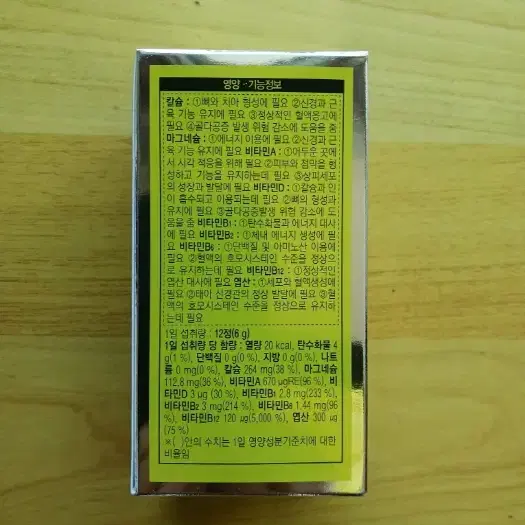 영양·기능정보
칼슘 : ①뼈와 치아 형성에 필요 ②신경과 근
육 기능 유지에 필요 ③정상적인 혈액응고에
필요 ④골다공증 발생 위험 감소에 도움을 줌
마그네슘 : ①에너지 이용에 필요 ②신경과 근
육 기능 유지에 필요 비타민A : ①어두운 곳에
서 시각 적응을 위해 필요 ②피부와 점막을 형
성하고 기능을 유지하는데 필요 ③상피세포
의 성장과 발달에 필요 비타민D : ①칼슘과 인
이 흡수되고 이용되는데 필요 ②뼈의 형성과
유지에 필요 ③골다공증발생 위험 감소에 도
움을 줌 비타민B1 : ①탄수화물과 에너지 대사
에 필요 비타민B2 : ①체내 에너지 생성에 필
요 비타민B6 : ①단백질 및 아미노산 이용에
필요 ②혈액의 호모시스테인 수준을 정상으
로 유지하는데 필요 비타민B12 : ①정상적인
엽산 대사에 필요 엽산 : ①세포와 혈액생성에
필요 ②태아 신경관의 정상 발달에 필요 ③혈
액의 호모시스테인 수준을 정상으로 유지하
는데 필요
1일 섭취량 : 12정(6 g)
1일 섭취량 당 함량 : 열량 20 kcal, 탄수화물 4
g(1 %), 단백질 0 g(0 %), 지방 0 g(0 %), 나트
륨 0 mg(0 %), 칼슘 264 mg(38 %), 마그네슘
112.8 mg(36 %), 비타민A 670 μgRE(96 %), 비
타민D 3 μg (30 %), 비타민B1 2.8 mg(233 %),
비타민B2 3 mg(214 %), 비타민B6 1.44 mg(96
%), 비타민B12 120 μg(5,000 %), 엽산 300 μg
(75 %)
※( )안의 수치는 1일 영양성분기준치에 대한
비율임